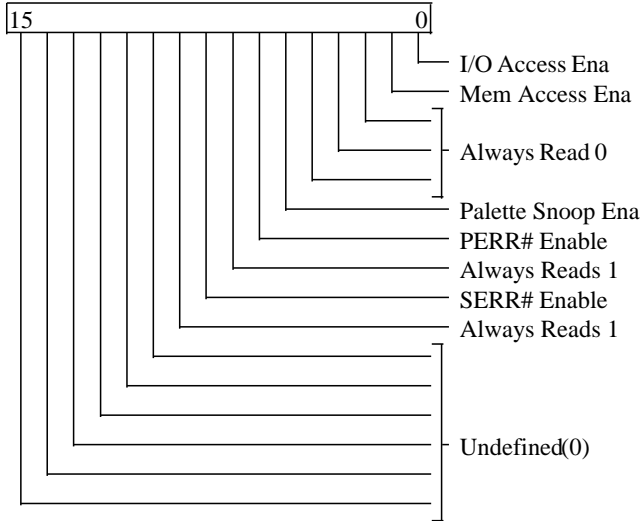 15 0
I/O Access Ena
Mem Access Ena
Always Read 0
Palette Snoop Ena
PERR# Enable
Always Reads 1
SERR# Enable
Always Reads 1
Undefined(0)